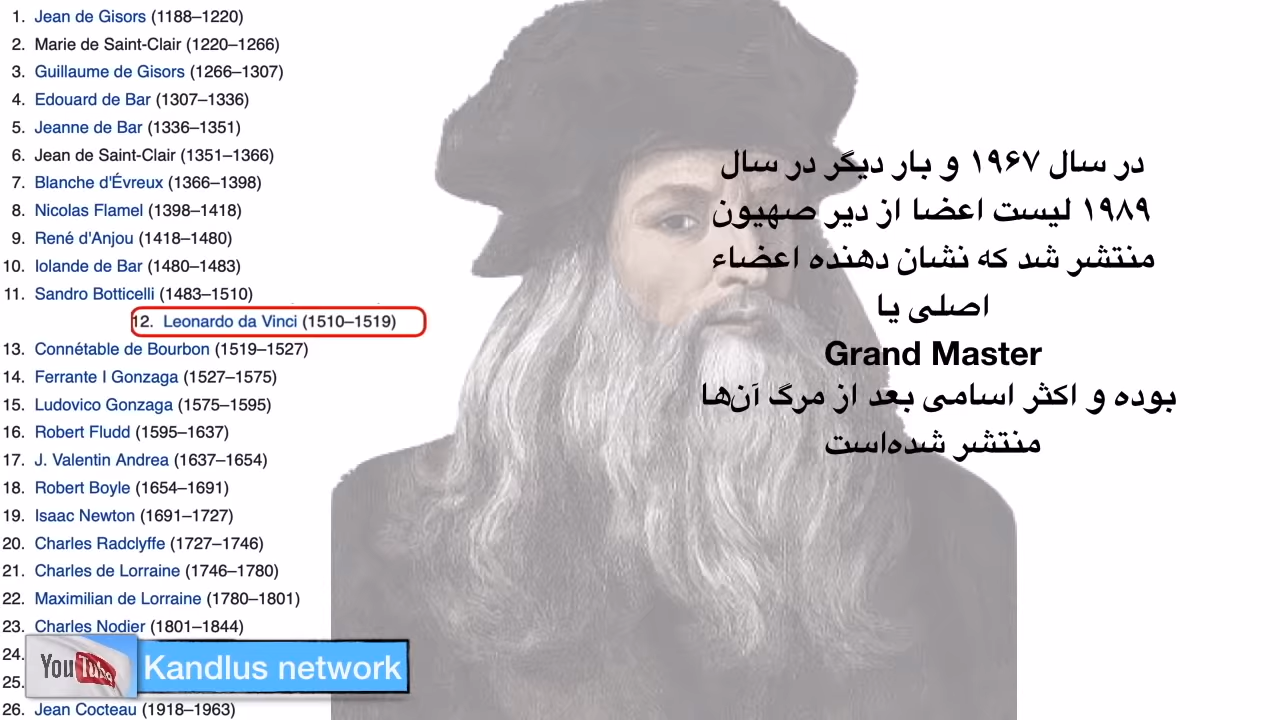 1. Jean de Gisors (1188–1220)
2. Marie de Saint-Clair (1220–1266)
3. Guillaume de Gisors (1266–1307)
4. Edouard de Bar (1307–1336)
5. Jeanne de Bar (1336–1351)
6. Jean de Saint-Clair (1351–1366)
7. Blanche d'Évreux (1366–1398)
8. Nicolas Flamel (1398–1418)
9. René d'Anjou (1418–1480)
10. Iolande de Bar (1480–1483)
11. Sandro Botticelli (1483–1510)
12. Leonardo da Vinci (1510–1519)
13. Connétable de Bourbon (1519–1527)
14. Ferrante I Gonzaga (1527–1575)
15. Ludovico Gonzaga (1575–1595)
16. Robert Fludd (1595–1637)
17. J. Valentin Andrea (1637–1654)
18. Robert Boyle (1654–1691)
19. Isaac Newton (1691–1727)
20. Charles Radclyffe (1727–1746)
21. Charles de Lorraine (1746–1780)
22. Maximilian de Lorraine (1780–1801)
23. Charles Nodier (1801–1844)
24.
25.
26. Jean Cocteau (1918–1963)
در سال ۱۹۶۷ و بار دیگر در سال
۱۹۸۹ لیست اعضا از دیر صهیون
منتشر شد که نشان دهنده اعضاء
اصلی یا
Grand Master
بوده و اکثر اسامی بعد از مرگ آن‌ها
منتشر شده‌است
YouTube
Kandlus network